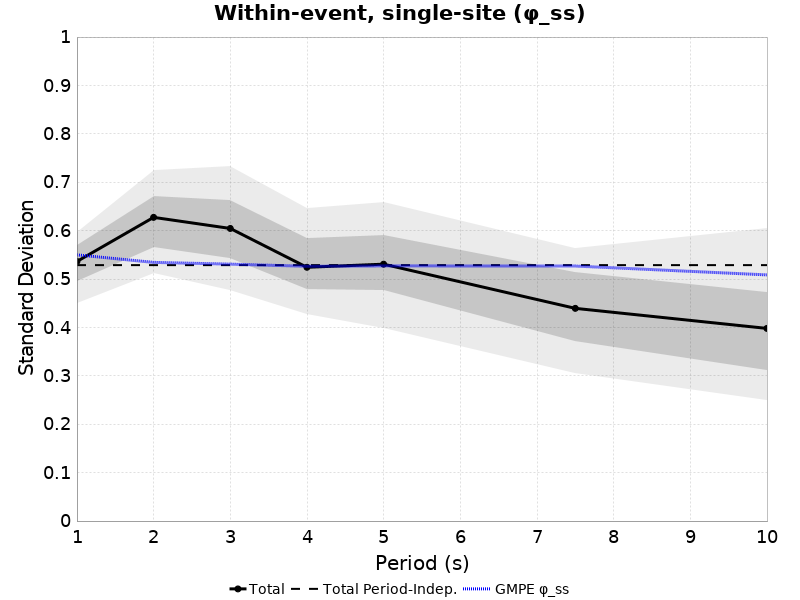 Within-event, single-site (φ_ss)
Standard Deviation
1
0.9
0.8
0.7
0.6
0.5
0.4
0.3
0.2
0.1
0
1 2 3 4 5 6 7 8 9 10
Period (s)
Total Total Period-Indep. GMPE φ_ss